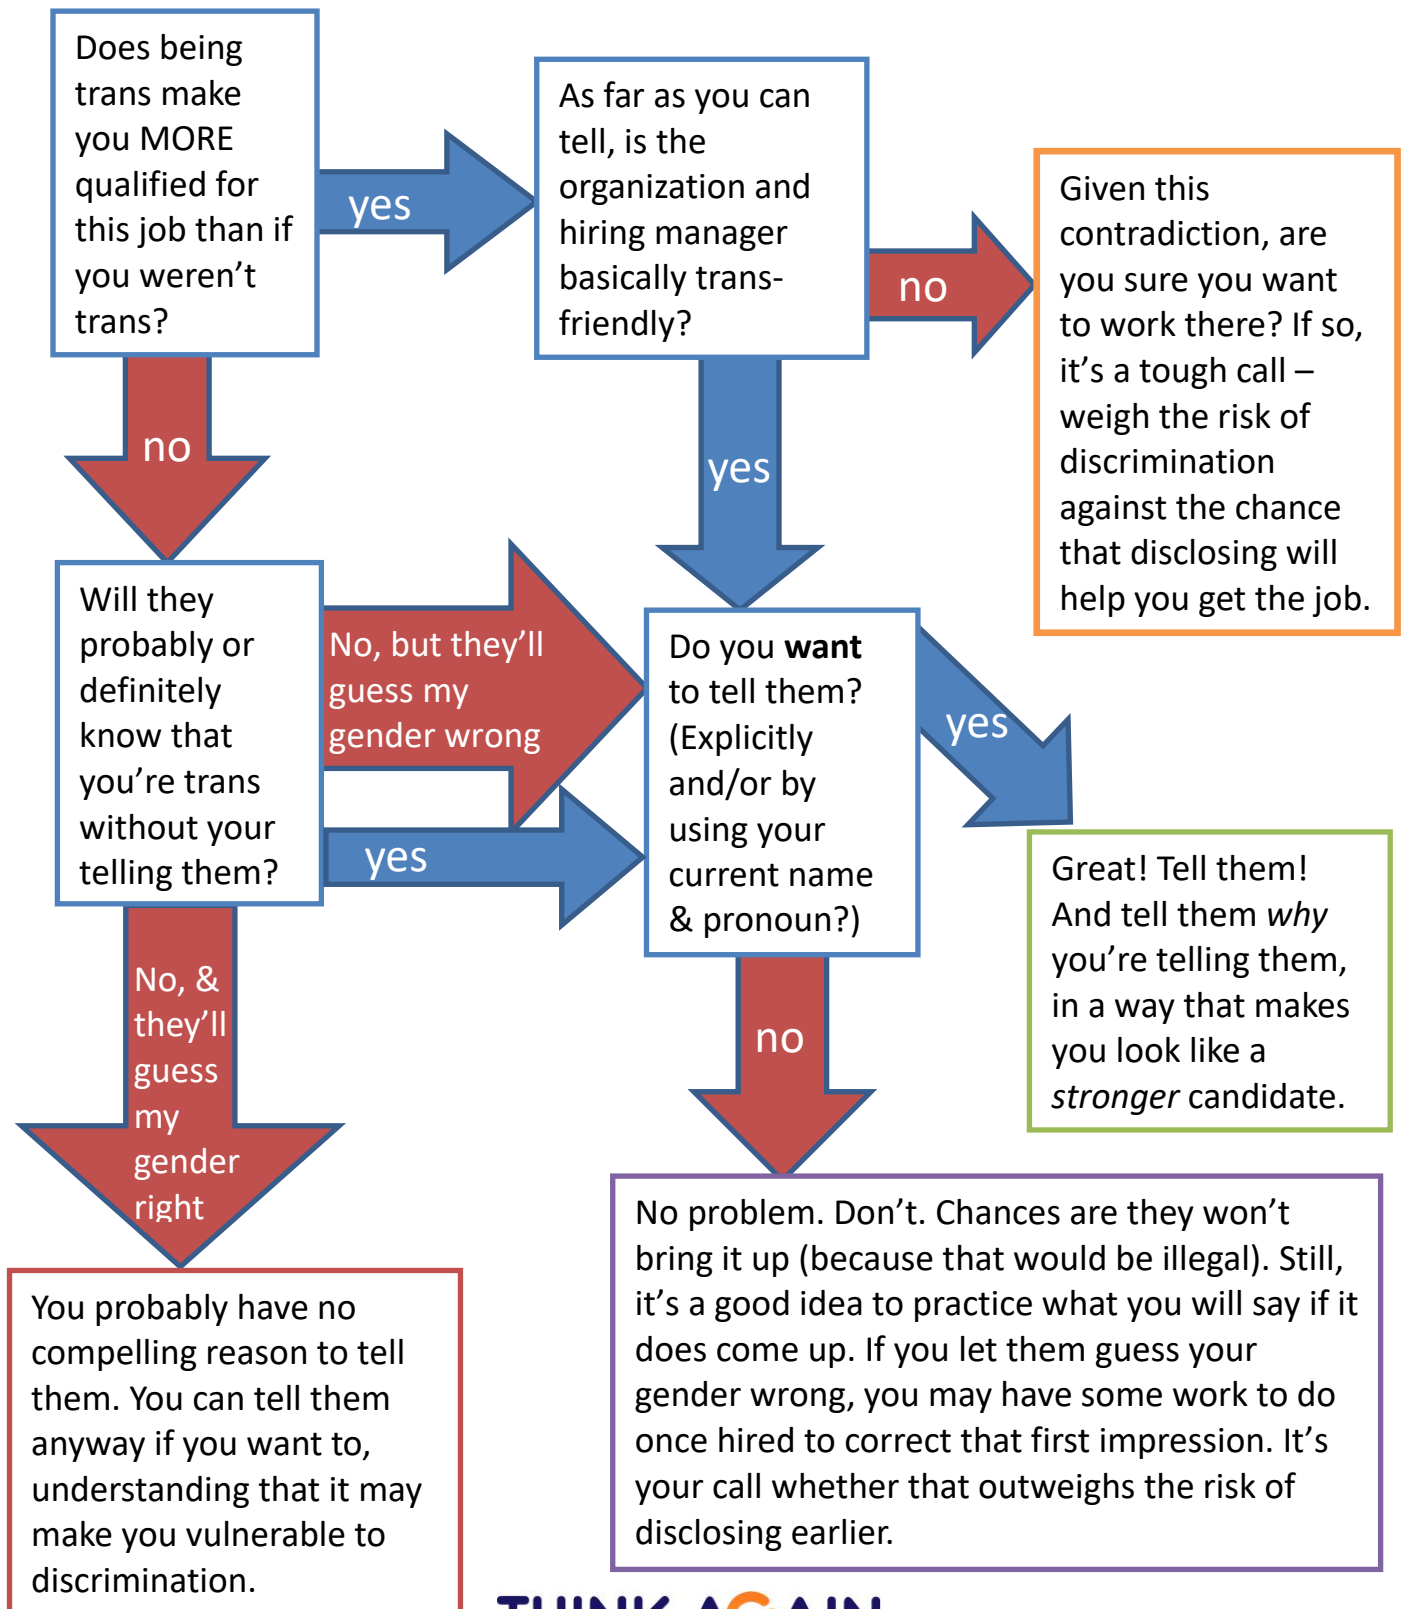 Does being
trans make
you MORE
qualified for
this job than if
you weren’t
trans?
yes
As far as you can
tell, is the
organization and
hiring manager
basically trans-
friendly?
no
Given this
contradiction, are
you sure you want
to work there? If so,
it’s a tough call –
weigh the risk of
discrimination
against the chance
that disclosing will
help you get the job.
no
yes
Will they
probably or
definitely
know that
you’re trans
without your
telling them?
No, but they’ll
guess my
gender wrong
yes
Do you want
to tell them?
(Explicitly
and/or by
using your
current name
& pronoun?)
yes
Great! Tell them!
And tell them why
you’re telling them,
in a way that makes
you look like a
stronger candidate.
No, &
they’ll
guess
my
gender
right
no
You probably have no
compelling reason to tell
them. You can tell them
anyway if you want to,
understanding that it may
make you vulnerable to
discrimination.
No problem. Don’t. Chances are they won’t
bring it up (because that would be illegal). Still,
it’s a good idea to practice what you will say if it
does come up. If you let them guess your
gender wrong, you may have some work to do
once hired to correct that first impression. It’s
your call whether that outweighs the risk of
disclosing earlier.
THINK AGAIN